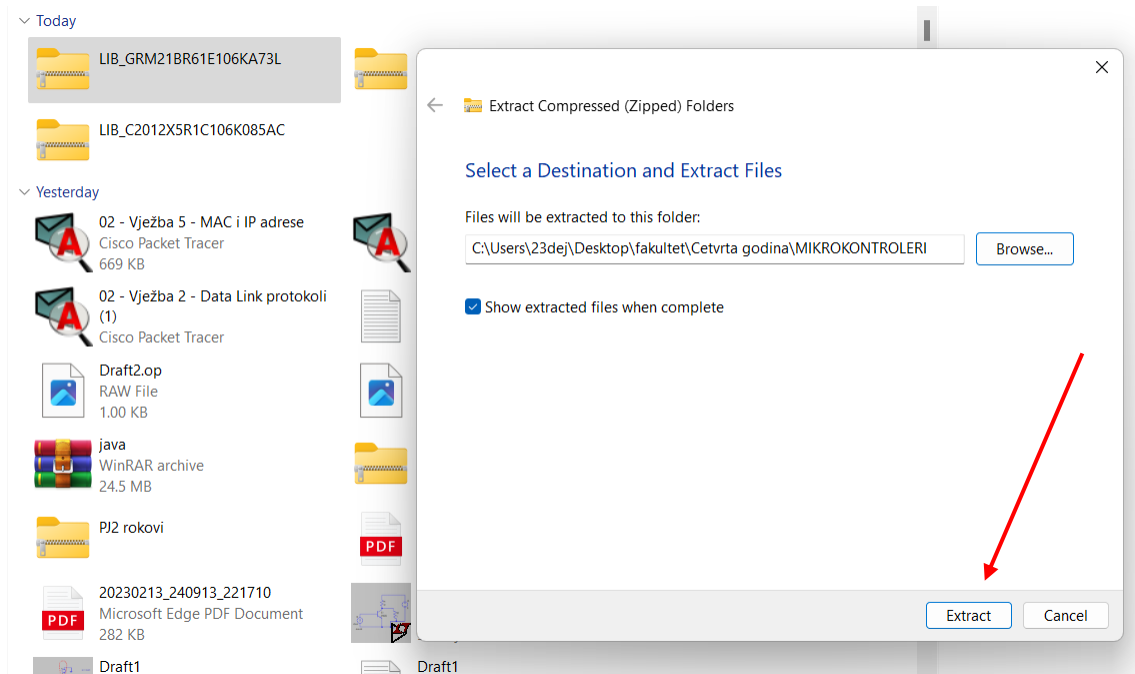 Today
LIB_GRM21BR61E106KA73L
LIB_C2012X5R1C106K085AC
Yesterday
02 - Vježba 5 - MAC i IP adrese
Cisco Packet Tracer
669 KB
02 - Vježba 2 - Data Link protokoli
(1)
Cisco Packet Tracer
Draft2.op
RAW File
1.00 KB
java
WinRAR archive
24.5 MB
PJ2 rokovi
PDF
20230213_240913_221710
Microsoft Edge PDF Document
282 KB
PDF
Draft1
Draft1
Extract Compressed (Zipped) Folders
Select a Destination and Extract Files
Files will be extracted to this folder:
C:\Users\23dej\Desktop\fakultet\Cetvrta godina\MIKROKONTROLERI
Browse...
Show extracted files when complete
Extract
Cancel